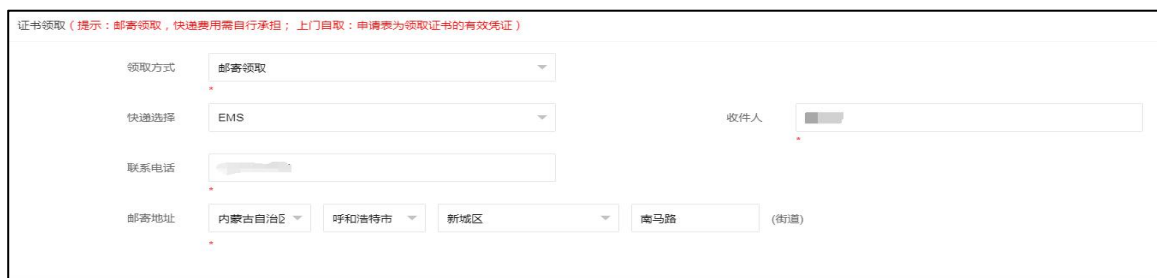 证书领取（提示：邮寄领取，快递费用需自行承担； 上门自取：申请表为领取证书的有效凭证）
领取方式 邮寄领取
*
快递选择 EMS 收件人
*
联系电话
*
邮寄地址 内蒙古自治区 呼和浩特市 新城区 南马路 (街道)
*